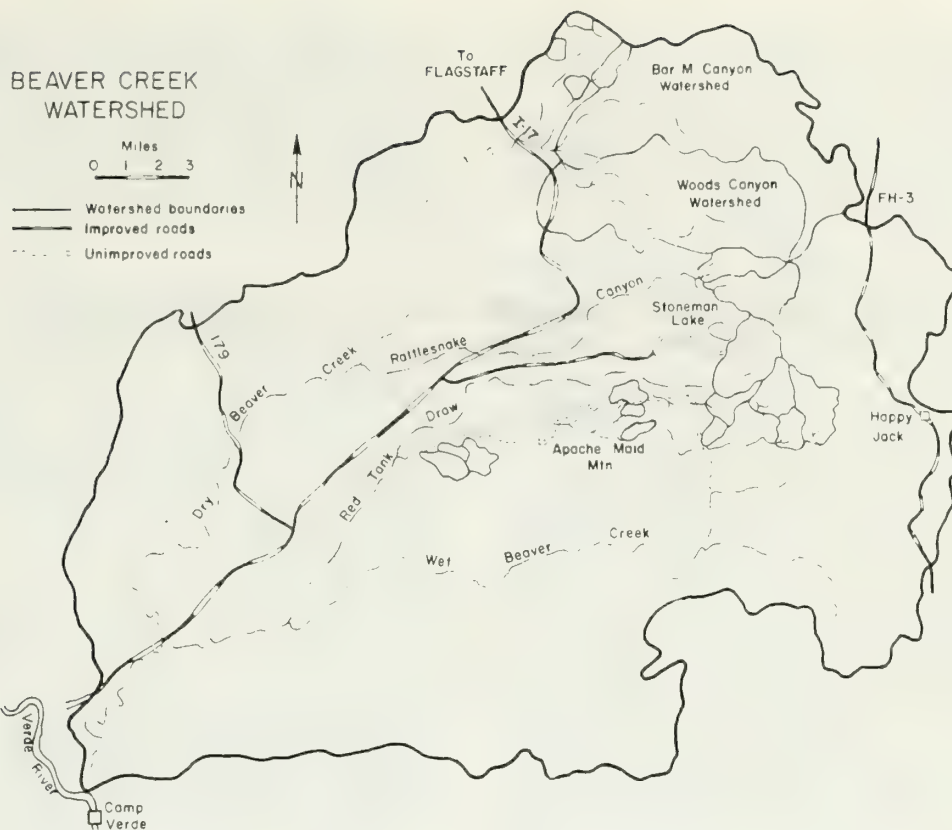 BEAVER CREEK
WATERSHED
Miles
0 1 2 3
Watershed boundaries
Improved roads
Unimproved roads
N
To
FLAGSTAFF
I-17
Bar M Canyon
Watershed
Woods Canyon
Watershed
FH-3
Canyon
Stoneman
Lake
179
Rattlesnake
Dry Beaver Creek
Happy
Jack
Red Tank Draw
Apache Maid
Mtn
Wet Beaver Creek
Verde
River
Camp
Verde